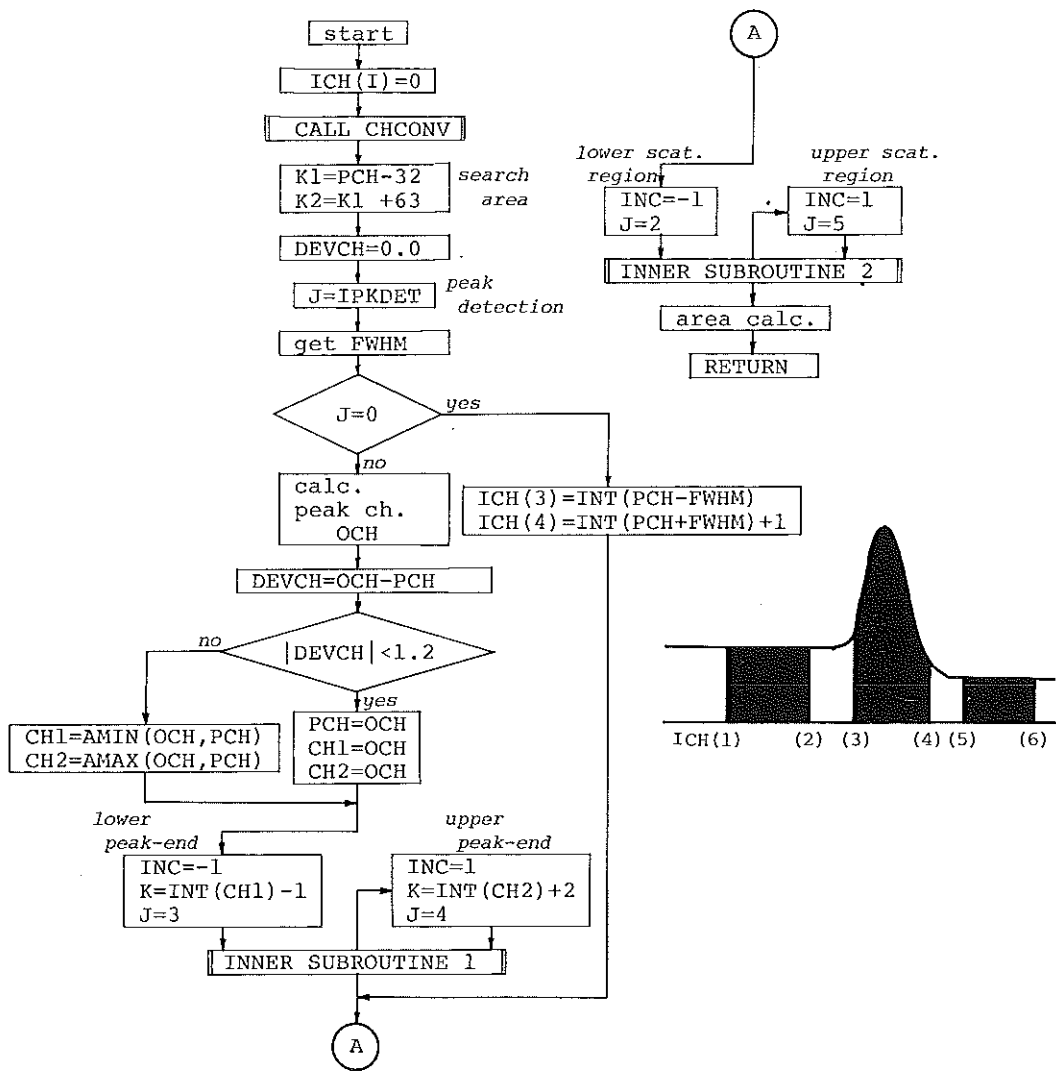 start
ICH(I)=0
CALL CHCONV
K1=PCH-32
K2=K1 +63
search
area
DEVCH=0.0
J=IPKDET
peak
detection
get FWHM
J=0
yes
no
calc.
peak ch.
OCH
ICH(3)=INT(PCH-FWHM)
ICH(4)=INT(PCH+FWHM)+1
DEVCH=OCH-PCH
no
|DEVCH|<1.2
yes
CH1=AMIN(OCH,PCH)
CH2=AMAX(OCH,PCH)
PCH=OCH
CH1=OCH
CH2=OCH
lower
peak-end
INC=-1
K=INT(CH1)-1
J=3
upper
peak-end
INC=1
K=INT(CH2)+2
J=4
INNER SUBROUTINE 1
A
A
lower scat.
region
INC=-1
J=2
upper scat.
region
INC=1
J=5
INNER SUBROUTINE 2
area calc.
RETURN
ICH(1) (2) (3) (4) (5) (6)